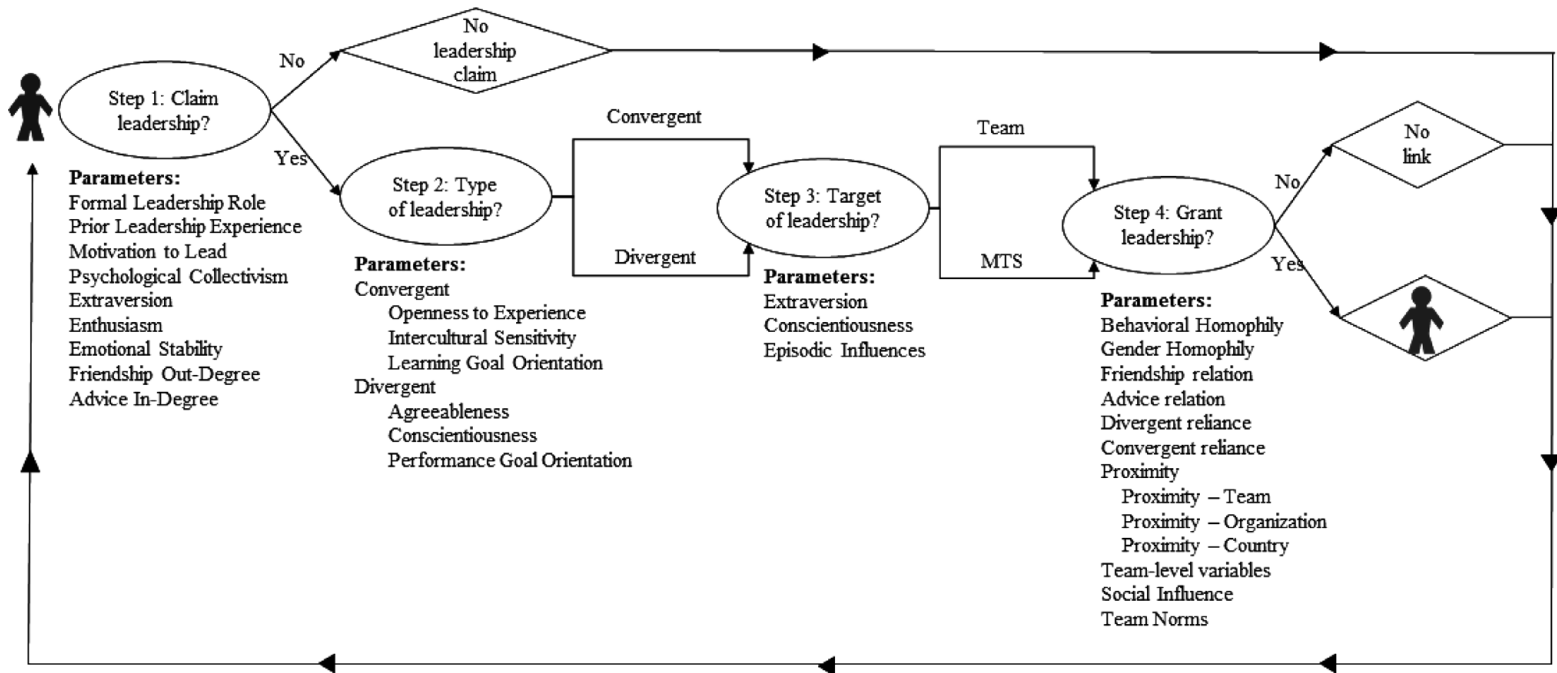 No
leadership
claim
No
Step 1: Claim
leadership?
Yes
Parameters:
Formal Leadership Role
Prior Leadership Experience
Motivation to Lead
Psychological Collectivism
Extraversion
Enthusiasm
Emotional Stability
Friendship Out-Degree
Advice In-Degree
Convergent
Step 2: Type
of leadership?
Divergent
Parameters:
Convergent
Openness to Experience
Intercultural Sensitivity
Learning Goal Orientation
Divergent
Agreeableness
Conscientiousness
Performance Goal Orientation
Step 3: Target
of leadership?
Parameters:
Extraversion
Conscientiousness
Episodic Influences
Team
MTS
Step 4: Grant
leadership?
No
Yes
No
link
Parameters:
Behavioral Homophily
Gender Homophily
Friendship relation
Advice relation
Divergent reliance
Convergent reliance
Proximity
Proximity – Team
Proximity – Organization
Proximity – Country
Team-level variables
Social Influence
Team Norms